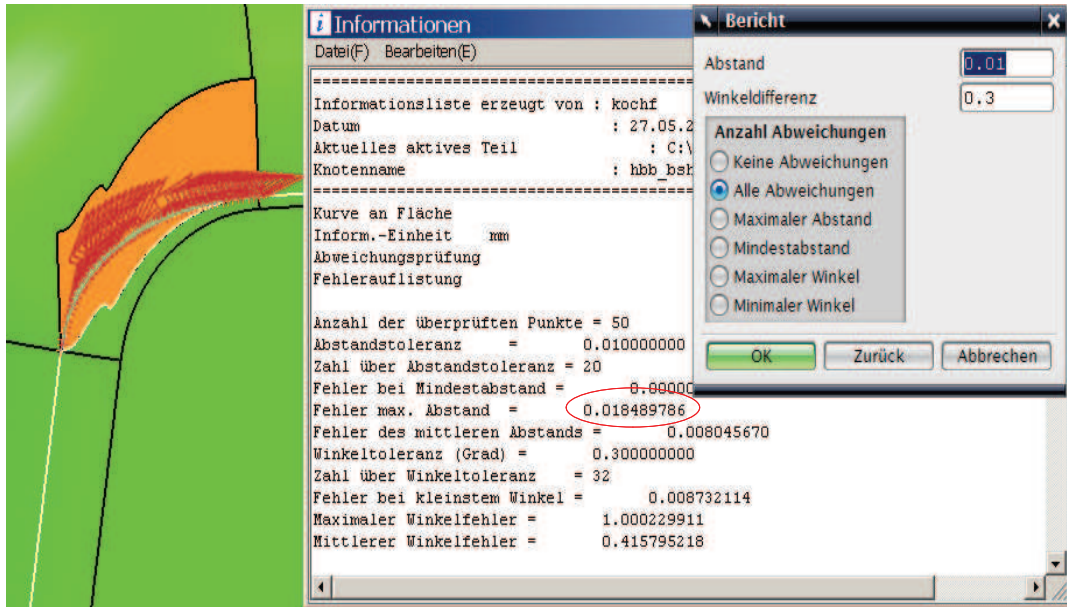 Informationen
Datei(F) Bearbeiten(E)
============================================
Informationsliste erzeugt von : kochf
Datum : 27.05.2
Aktuelles aktives Teil : C:\
Knotenname : hbb_bsh
============================================
Kurve an Fläche
Inform.-Einheit mm
Abweichungsprüfung
Fehlerauflistung
Anzahl der überprüften Punkte = 50
Abstandstoleranz = 0.010000000
Zahl über Abstandstoleranz = 20
Fehler bei Mindestabstand = 0.00000
Fehler max. Abstand = 0.018489786
Fehler des mittleren Abstands = 0.008045670
Winkeltoleranz (Grad) = 0.300000000
Zahl über Winkeltoleranz = 32
Fehler bei kleinstem Winkel = 0.008732114
Maximaler Winkelfehler = 1.000229911
Mittlerer Winkelfehler = 0.415795218
Bericht
Abstand 0.01
Winkeldifferenz 0.3
Anzahl Abweichungen
Keine Abweichungen
Alle Abweichungen
Maximaler Abstand
Mindestabstand
Maximaler Winkel
Minimaler Winkel
OK Zurück Abbrechen